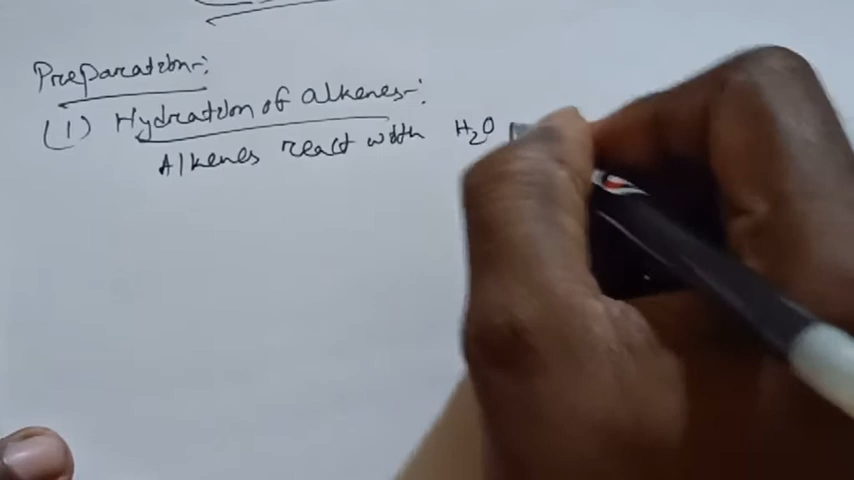 Preparation:
(1) Hydration of alkenes:
Alkenes react with H₂O